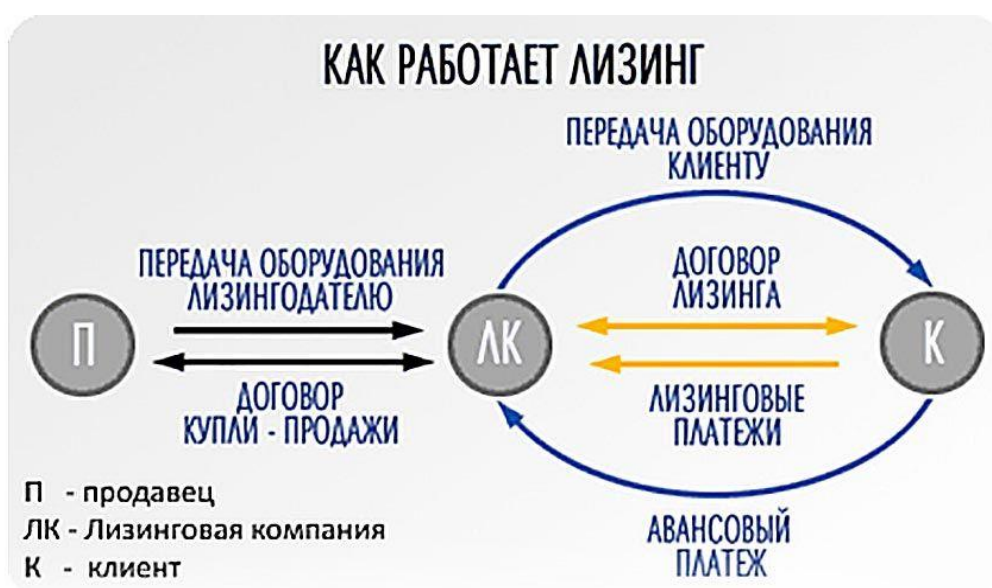 КАК РАБОТАЕТ ЛИЗИНГ
ПЕРЕДАЧА ОБОРУДОВАНИЯ
КЛИЕНТУ
ПЕРЕДАЧА ОБОРУДОВАНИЯ
ЛИЗИНГОДАТЕЛЮ
ДОГОВОР
ЛИЗИНГА
П
ЛК
К
ДОГОВОР
КУПЛИ - ПРОДАЖИ
ЛИЗИНГОВЫЕ
ПЛАТЕЖИ
АВАНСОВЫЙ
ПЛАТЕЖ
П - продавец
ЛК - Лизинговая компания
К - клиент